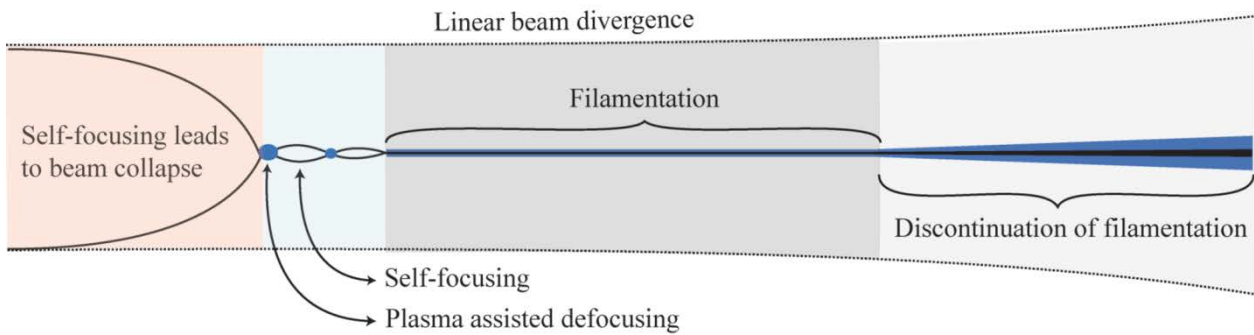 Linear beam divergence
Filamentation
Self-focusing leads
to beam collapse
Discontinuation of filamentation
Self-focusing
Plasma assisted defocusing